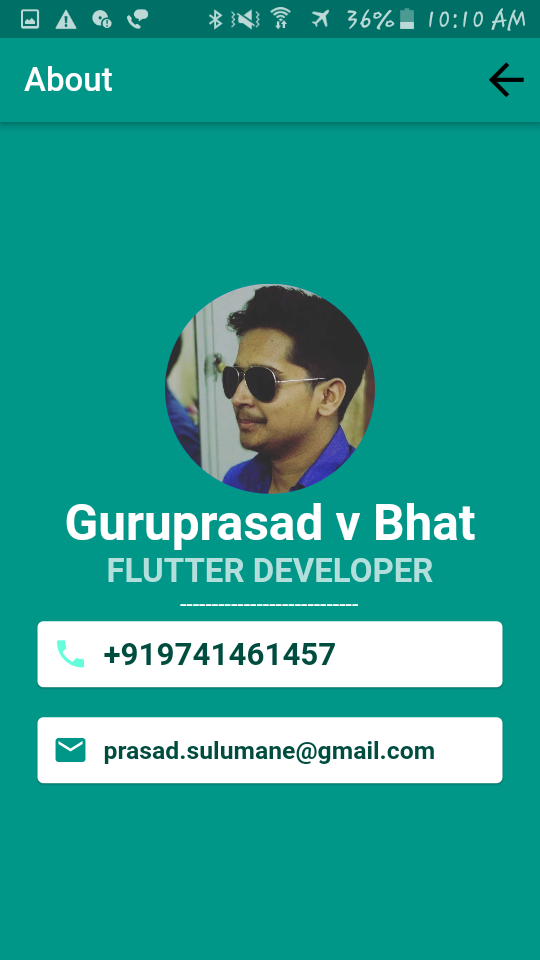 36% 10:10 AM
About
Guruprasad v Bhat
FLUTTER DEVELOPER
----------------------------
+919741461457
prasad.sulumane@gmail.com